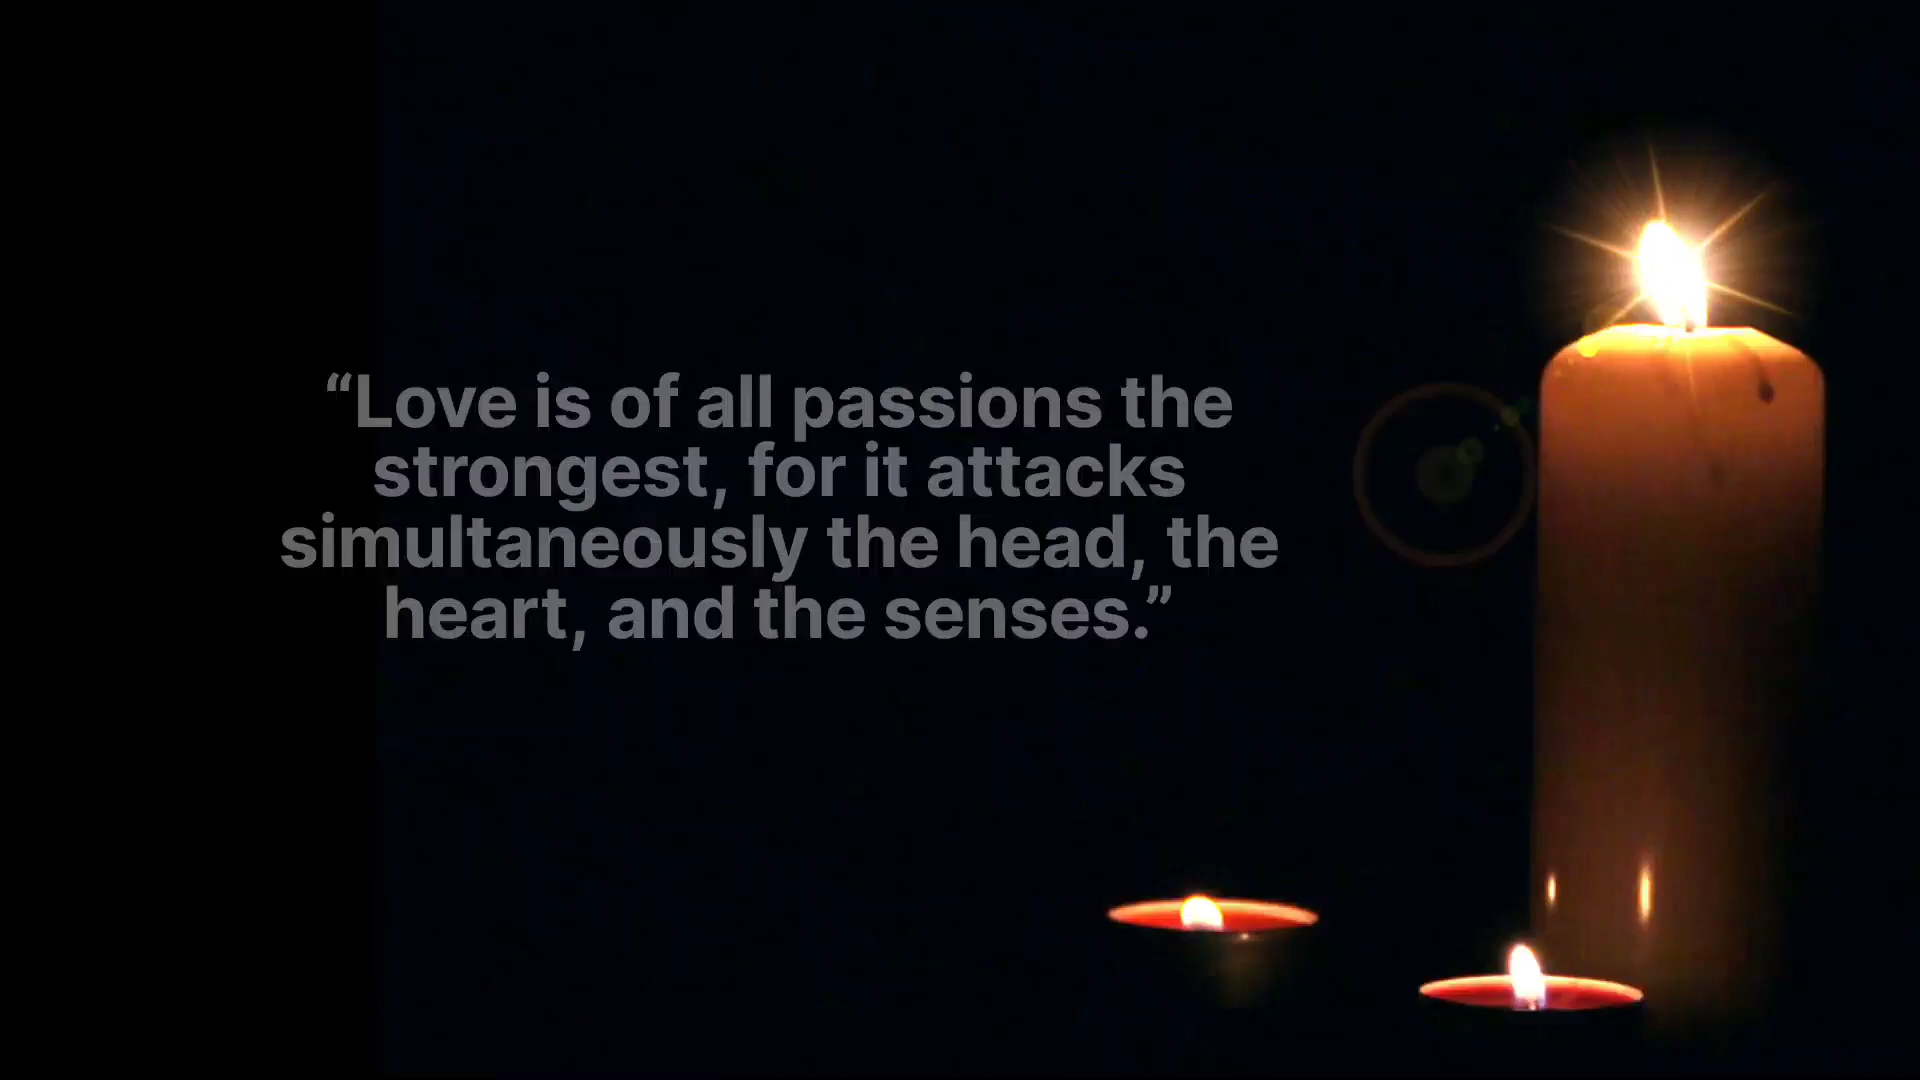 “Love is of all passions the
strongest, for it attacks
simultaneously the head, the
heart, and the senses.”